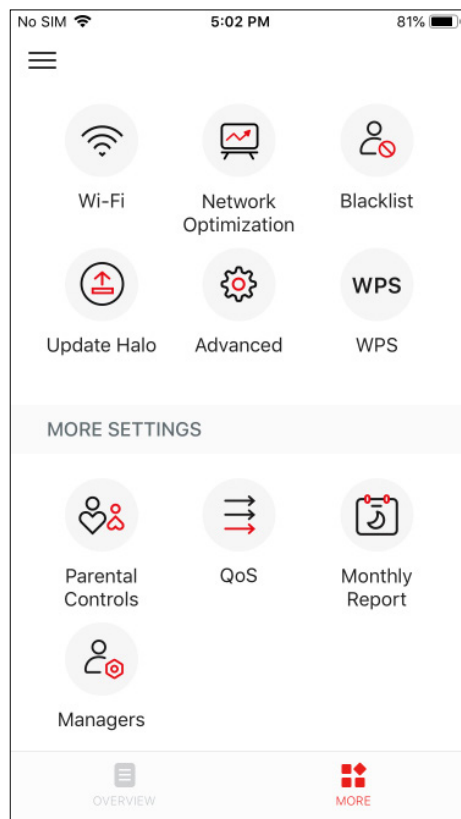 No SIM 5:02 PM 81%
Wi-Fi Network Optimization Blacklist
Update Halo Advanced WPS WPS
MORE SETTINGS
Parental Controls QoS Monthly Report
Managers
OVERVIEW MORE